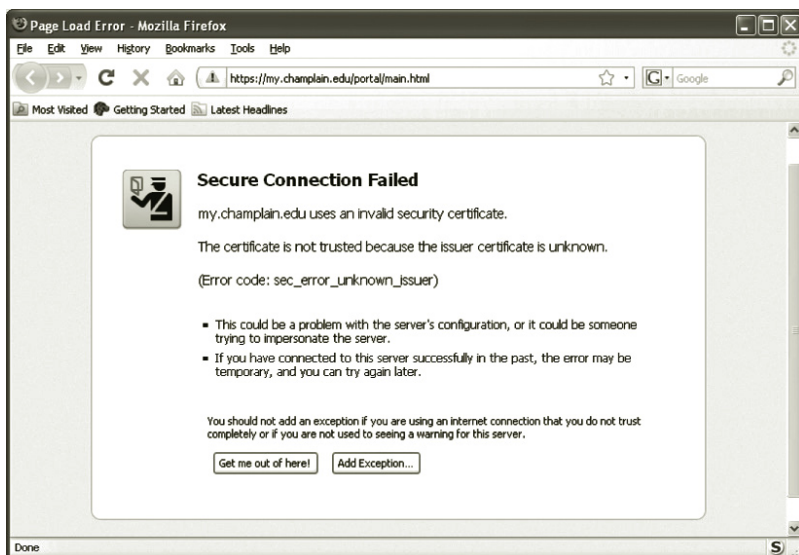 Page Load Error - Mozilla Firefox
File Edit View History Bookmarks Tools Help
https://my.champlain.edu/portal/main.html G Google
Most Visited Getting Started Latest Headlines
Secure Connection Failed
my.champlain.edu uses an invalid security certificate.
The certificate is not trusted because the issuer certificate is unknown.
(Error code: sec_error_unknown_issuer)
This could be a problem with the server's configuration, or it could be someone
trying to impersonate the server.
If you have connected to this server successfully in the past, the error may be
temporary, and you can try again later.
You should not add an exception if you are using an internet connection that you do not trust
completely or if you are not used to seeing a warning for this server.
Get me out of here! Add Exception...
Done S